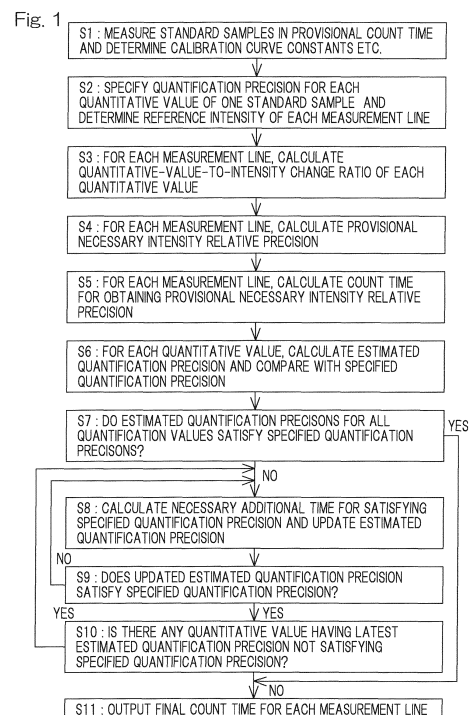 Fig. 1
S1 : MEASURE STANDARD SAMPLES IN PROVISIONAL COUNT TIME
AND DETERMINE CALIBRATION CURVE CONSTANTS ETC.
S2 : SPECIFY QUANTIFICATION PRECISION FOR EACH
QUANTITATIVE VALUE OF ONE STANDARD SAMPLE AND
DETERMINE REFERENCE INTENSITY OF EACH MEASUREMENT LINE
S3 : FOR EACH MEASUREMENT LINE, CALCULATE
QUANTITATIVE-VALUE-TO-INTENSITY CHANGE RATIO OF EACH
QUANTITATIVE VALUE
S4 : FOR EACH MEASUREMENT LINE, CALCULATE PROVISIONAL
NECESSARY INTENSITY RELATIVE PRECISION
S5 : FOR EACH MEASUREMENT LINE, CALCULATE COUNT TIME
FOR OBTAINING PROVISIONAL NECESSARY INTENSITY RELATIVE
PRECISION
S6 : FOR EACH QUANTITATIVE VALUE, CALCULATE ESTIMATED
QUANTIFICATION PRECISION AND COMPARE WITH SPECIFIED
QUANTIFICATION PRECISION
S7 : DO ESTIMATED QUANTIFICATION PRECISONS FOR ALL
QUANTIFICATION VALUES SATISFY SPECIFIED QUANTIFICATION
PRECISONS?
YES
NO
S8 : CALCULATE NECESSARY ADDITIONAL TIME FOR SATISFYING
SPECIFIED QUANTIFICATION PRECISION AND UPDATE ESTIMATED
QUANTIFICATION PRECISION
NO
S9 : DOES UPDATED ESTIMATED QUANTIFICATION PRECISION
SATISFY SPECIFIED QUANTIFICATION PRECISION?
YES
YES
S10 : IS THERE ANY QUANTITATIVE VALUE HAVING LATEST
ESTIMATED QUANTIFICATION PRECISION NOT SATISFYING
SPECIFIED QUANTIFICATION PRECISION?
NO
S11 : OUTPUT FINAL COUNT TIME FOR EACH MEASUREMENT LINE